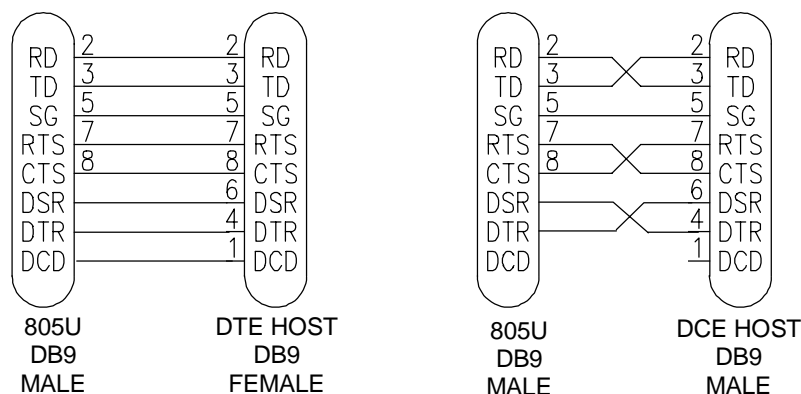 RD 2 2 RD
TD 3 3 TD
SG 5 5 SG
RTS 7 7 RTS
CTS 8 8 CTS
DSR 6 DSR
DTR 4 DTR
DCD 1 DCD
805U DTE HOST
DB9 DB9
MALE FEMALE
RD 2 2 RD
TD 3 3 TD
SG 5 5 SG
RTS 7 7 RTS
CTS 8 8 CTS
DSR 6 DSR
DTR 4 DTR
DCD 1 DCD
805U DCE HOST
DB9 DB9
MALE MALE